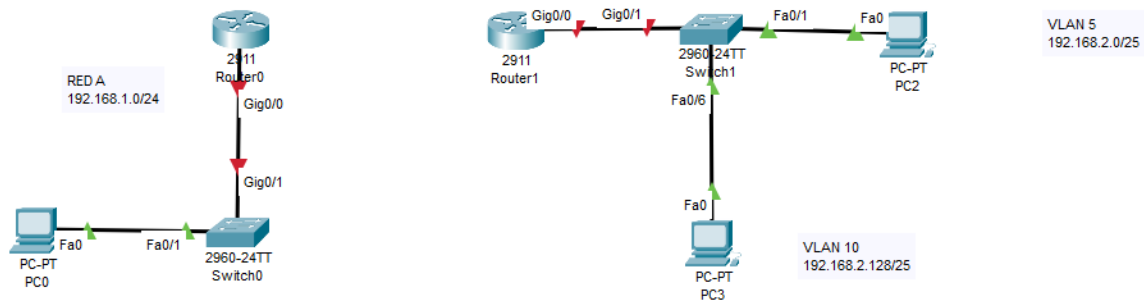 2911
Router0
Gig0/0
RED A
192.168.1.0/24
Gig0/1
Fa0
Fa0/1
PC-PT
PC0
2960-24TT
Switch0
Gig0/0
Gig0/1
2911
Router1
2960-24TT
Switch1
Fa0/1
Fa0
PC-PT
PC2
VLAN 5
192.168.2.0/25
Fa0/6
Fa0
PC-PT
PC3
VLAN 10
192.168.2.128/25